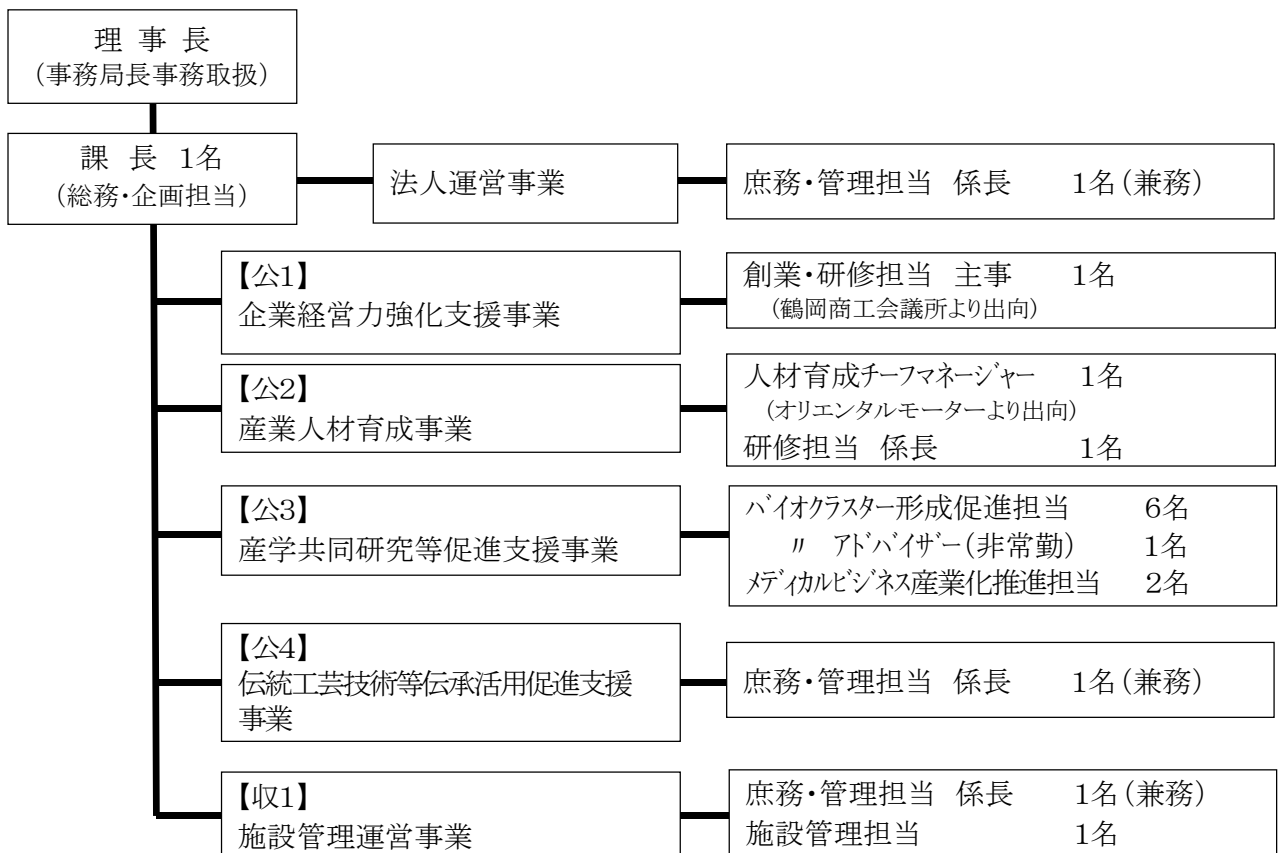 理 事 長
(事務局長事務取扱)
課 長 1名
(総務・企画担当)
法人運営事業
庶務・管理担当 係長 1名(兼務)
【公1】
企業経営力強化支援事業
創業・研修担当 主事 1名
(鶴岡商工会議所より出向)
【公2】
産業人材育成事業
人材育成チーフマネージャー 1名
(オリエンタルモーターより出向)
研修担当 係長 1名
【公3】
産学共同研究等促進支援事業
バイオクラスター形成促進担当 6名
〃 アドバイザー(非常勤) 1名
メディカルビジネス産業化推進担当 2名
【公4】
伝統工芸技術等伝承活用促進支援
事業
庶務・管理担当 係長 1名(兼務)
【収1】
施設管理運営事業
庶務・管理担当 係長 1名(兼務)
施設管理担当 1名